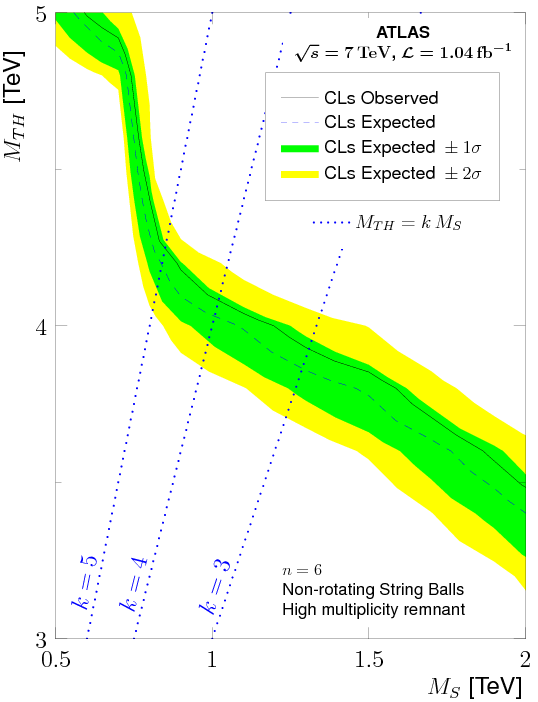 ATLAS
√s = 7 TeV, ℒ = 1.04 fb⁻¹
CLs Observed
CLs Expected
CLs Expected ± 1σ
CLs Expected ± 2σ
M_TH = k M_S
M_TH [TeV]
5
4
3
k = 5
k = 4
k = 3
n = 6
Non-rotating String Balls
High multiplicity remnant
0.5 1 1.5 2
M_S [TeV]